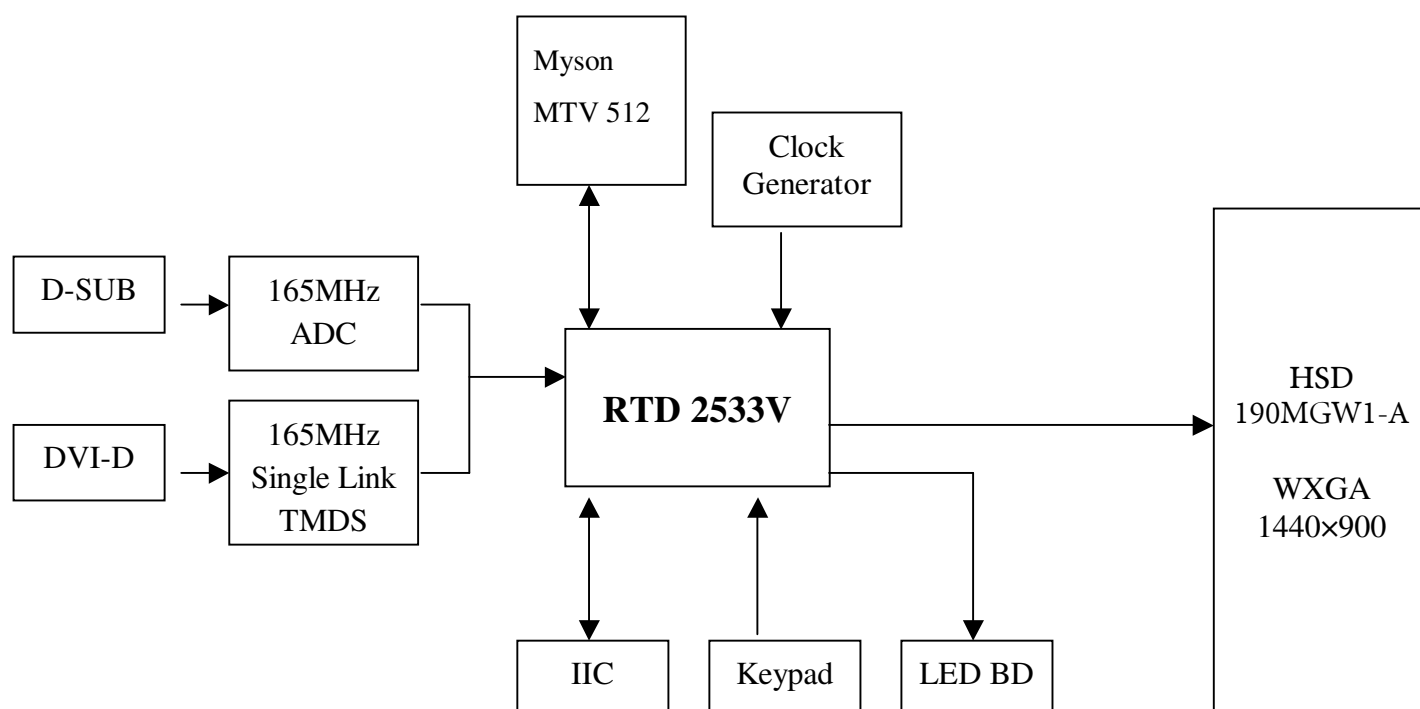 Myson
MTV 512
Clock
Generator
D-SUB
165MHz
ADC
DVI-D
165MHz
Single Link
TMDS
RTD 2533V
HSD
190MGW1-A
WXGA
1440×900
IIC
Keypad
LED BD